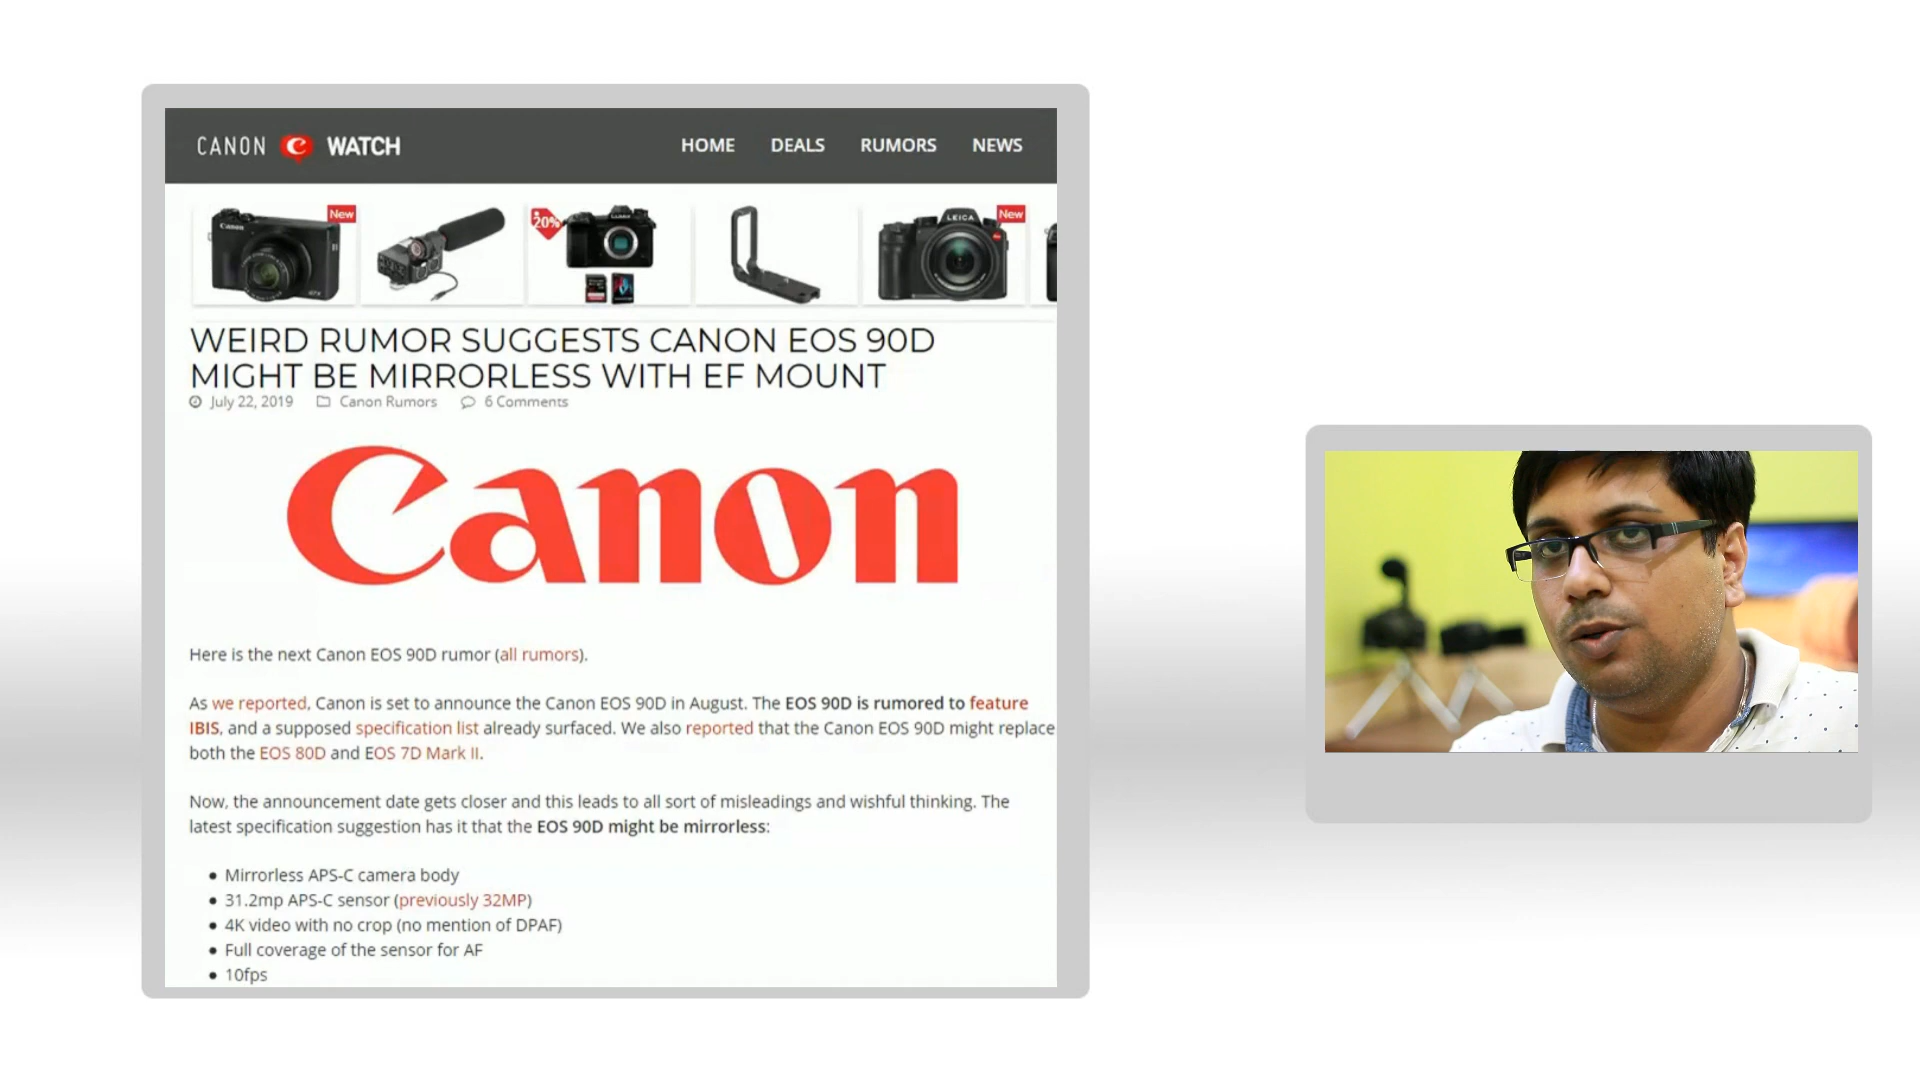 CANON C WATCH
HOME DEALS RUMORS NEWS
New
Canon
20%
LUMIX
LEICA
New
WEIRD RUMOR SUGGESTS CANON EOS 90D
MIGHT BE MIRRORLESS WITH EF MOUNT
July 22, 2019 Canon Rumors 6 Comments
Canon
Here is the next Canon EOS 90D rumor (all rumors).
As we reported, Canon is set to announce the Canon EOS 90D in August. The EOS 90D is rumored to feature
IBIS, and a supposed specification list already surfaced. We also reported that the Canon EOS 90D might replace
both the EOS 80D and EOS 7D Mark II.
Now, the announcement date gets closer and this leads to all sort of misleadings and wishful thinking. The
latest specification suggestion has it that the EOS 90D might be mirrorless:
• Mirrorless APS-C camera body
• 31.2mp APS-C sensor (previously 32MP)
• 4K video with no crop (no mention of DPAF)
• Full coverage of the sensor for AF
• 10fps